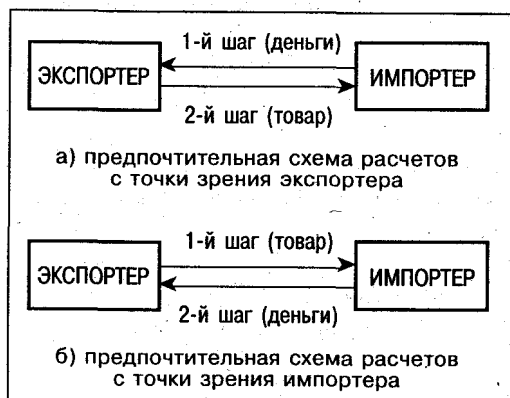 1-й шаг (деньги)
ЭКСПОРТЕР
ИМПОРТЕР
2-й шаг (товар)
а) предпочтительная схема расчетов
с точки зрения экспортера
1-й шаг (товар)
ЭКСПОРТЕР
ИМПОРТЕР
2-й шаг (деньги)
б) предпочтительная схема расчетов
с точки зрения импортера